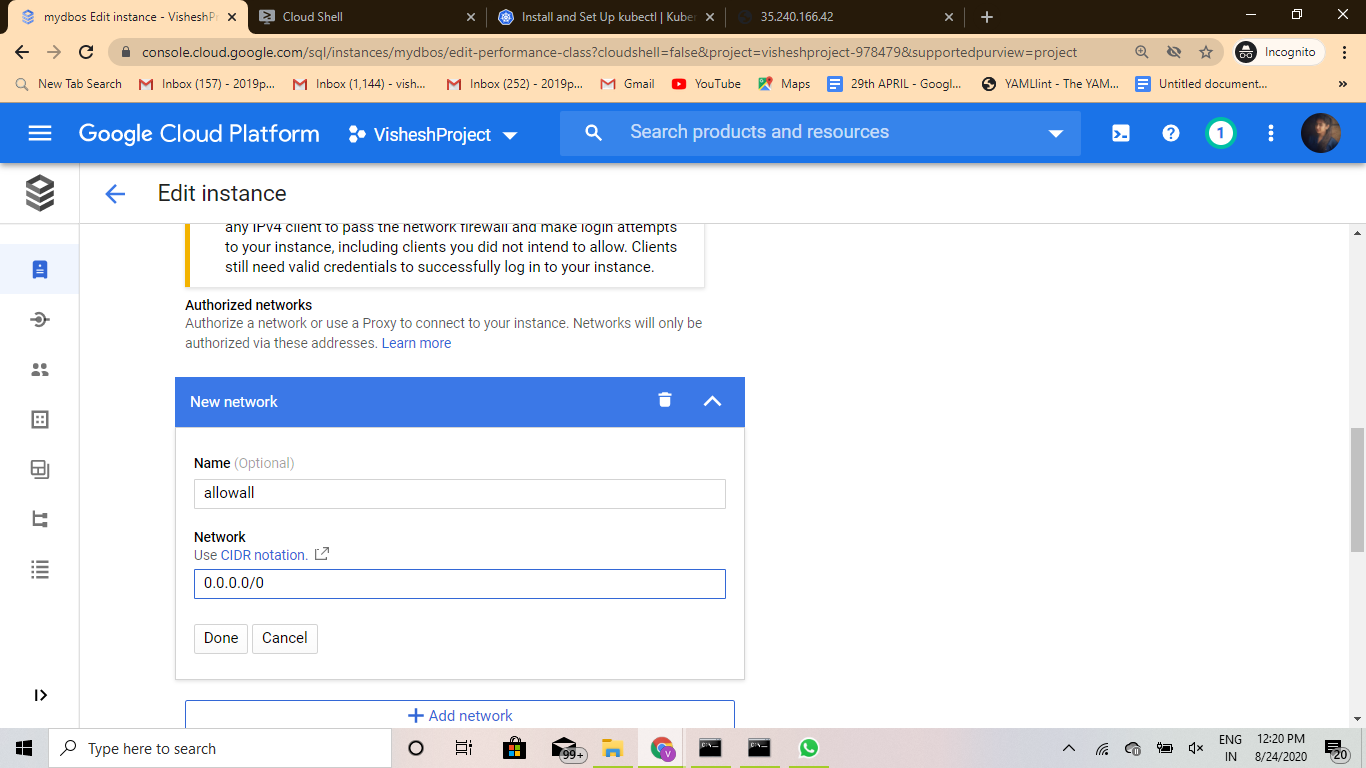 mydbos Edit instance - VisheshPr
Cloud Shell
Install and Set Up kubectl | Kuber
35.240.166.42
console.cloud.google.com/sql/instances/mydbos/edit-performance-class?cloudshell=false&project=visheshproject-978479&supportedpurview=project
Incognito
New Tab Search
Inbox (157) - 2019p...
Inbox (1,144) - vish...
Inbox (252) - 2019p...
Gmail
YouTube
Maps
29th APRIL - Googl...
YAMLlint - The YAM...
Untitled document...
»
Google Cloud Platform
VisheshProject
Search products and resources
1
Edit instance
any IPv4 client to pass the network firewall and make login attempts
to your instance, including clients you did not intend to allow. Clients
still need valid credentials to successfully log in to your instance.
Authorized networks
Authorize a network or use a Proxy to connect to your instance. Networks will only be
authorized via these addresses. Learn more
New network
Name (Optional)
allowall
Network
Use CIDR notation.
0.0.0.0/0
Done
Cancel
Add network
Type here to search
99+
V
ENG
IN
12:20 PM
8/24/2020
20